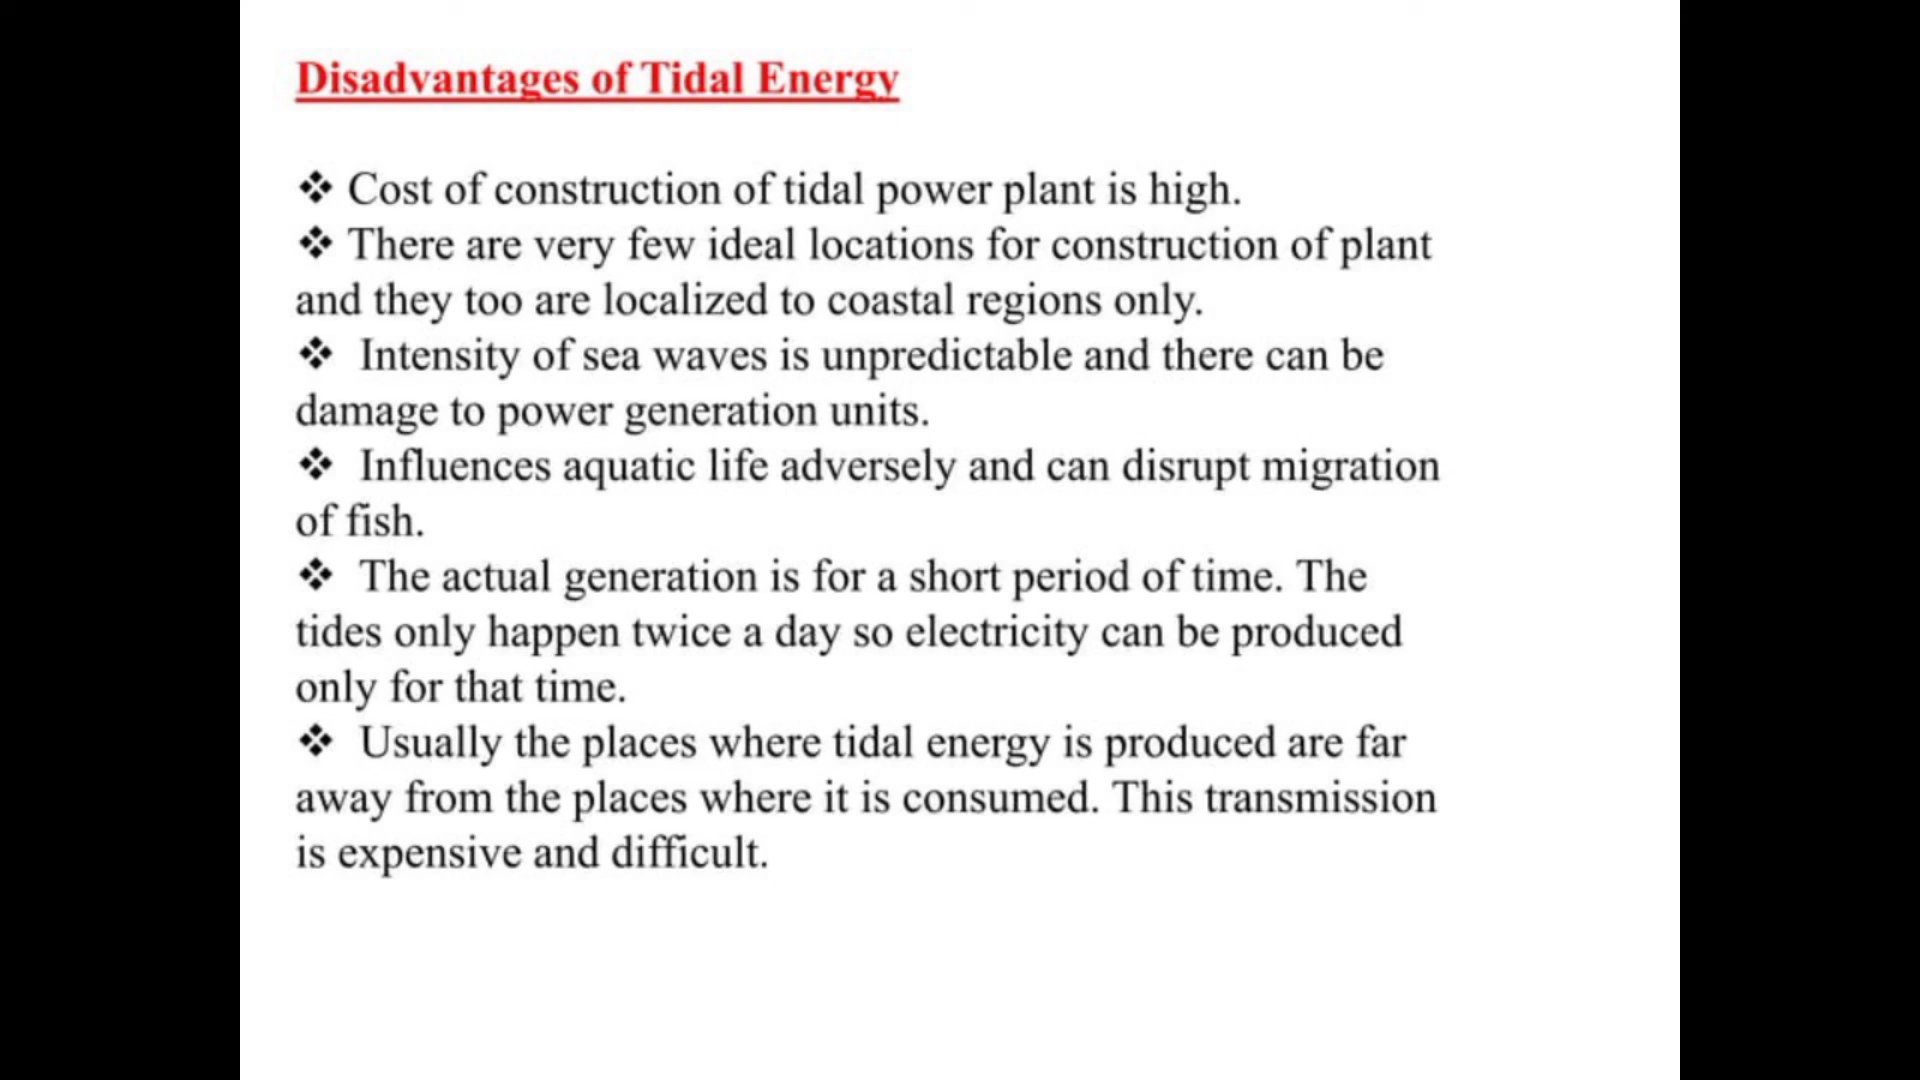 Disadvantages of Tidal Energy
❖ Cost of construction of tidal power plant is high.
❖ There are very few ideal locations for construction of plant
and they too are localized to coastal regions only.
❖ Intensity of sea waves is unpredictable and there can be
damage to power generation units.
❖ Influences aquatic life adversely and can disrupt migration
of fish.
❖ The actual generation is for a short period of time. The
tides only happen twice a day so electricity can be produced
only for that time.
❖ Usually the places where tidal energy is produced are far
away from the places where it is consumed. This transmission
is expensive and difficult.